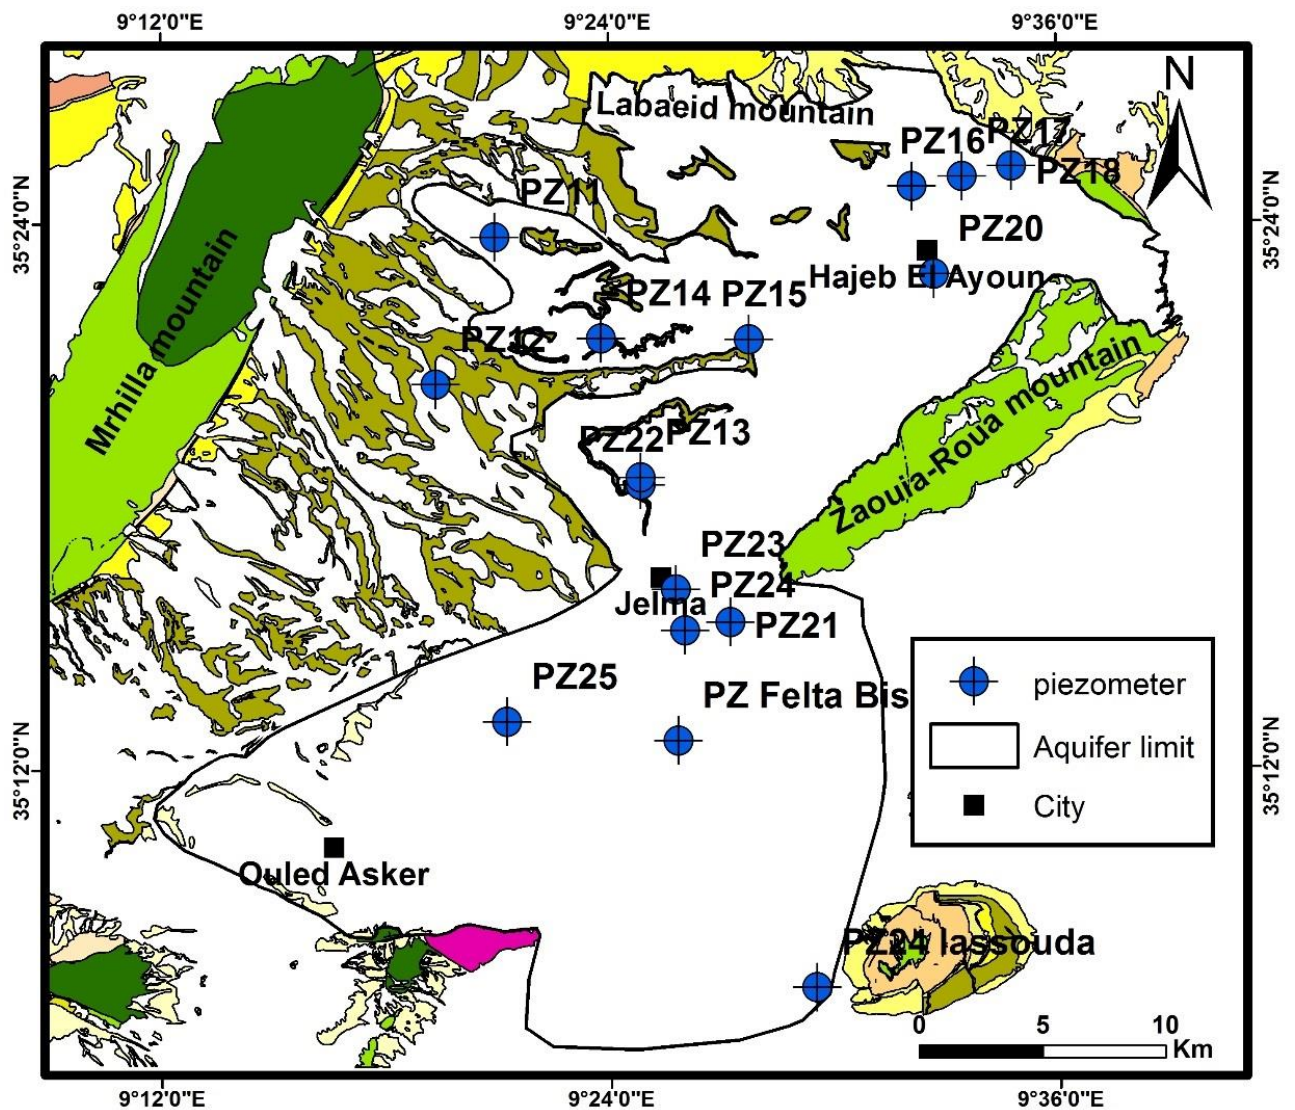 9°12'0"E
9°24'0"E
9°36'0"E
N
Labaeid mountain
PZ16
PZ17
PZ18
PZ11
35°24'0"N
35°24'0"N
PZ20
Hajeb El Ayoun
Mrhilla mountain
PZ14
PZ15
PZ12
Zaouia-Roua mountain
PZ22
PZ13
PZ23
PZ24
Jelma
PZ21
PZ25
PZ Felta Bis
piezometer
Aquifer limit
City
35°12'0"N
35°12'0"N
Ouled Asker
PZ24 lassouda
0 5 10
Km
9°12'0"E
9°24'0"E
9°36'0"E